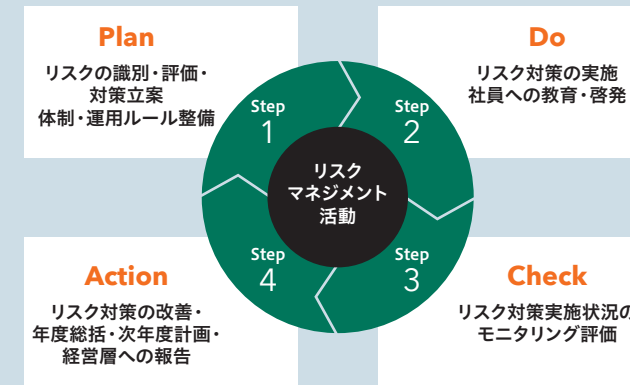 Plan
リスクの識別・評価・
対策立案
体制・運用ルール整備
Step
1
Do
リスク対策の実施
社員への教育・啓発
Step
2
リスク
マネジメント
活動
Check
リスク対策実施状況の
モニタリング評価
Step
3
Action
リスク対策の改善・
年度総括・次年度計画・
経営層への報告
Step
4